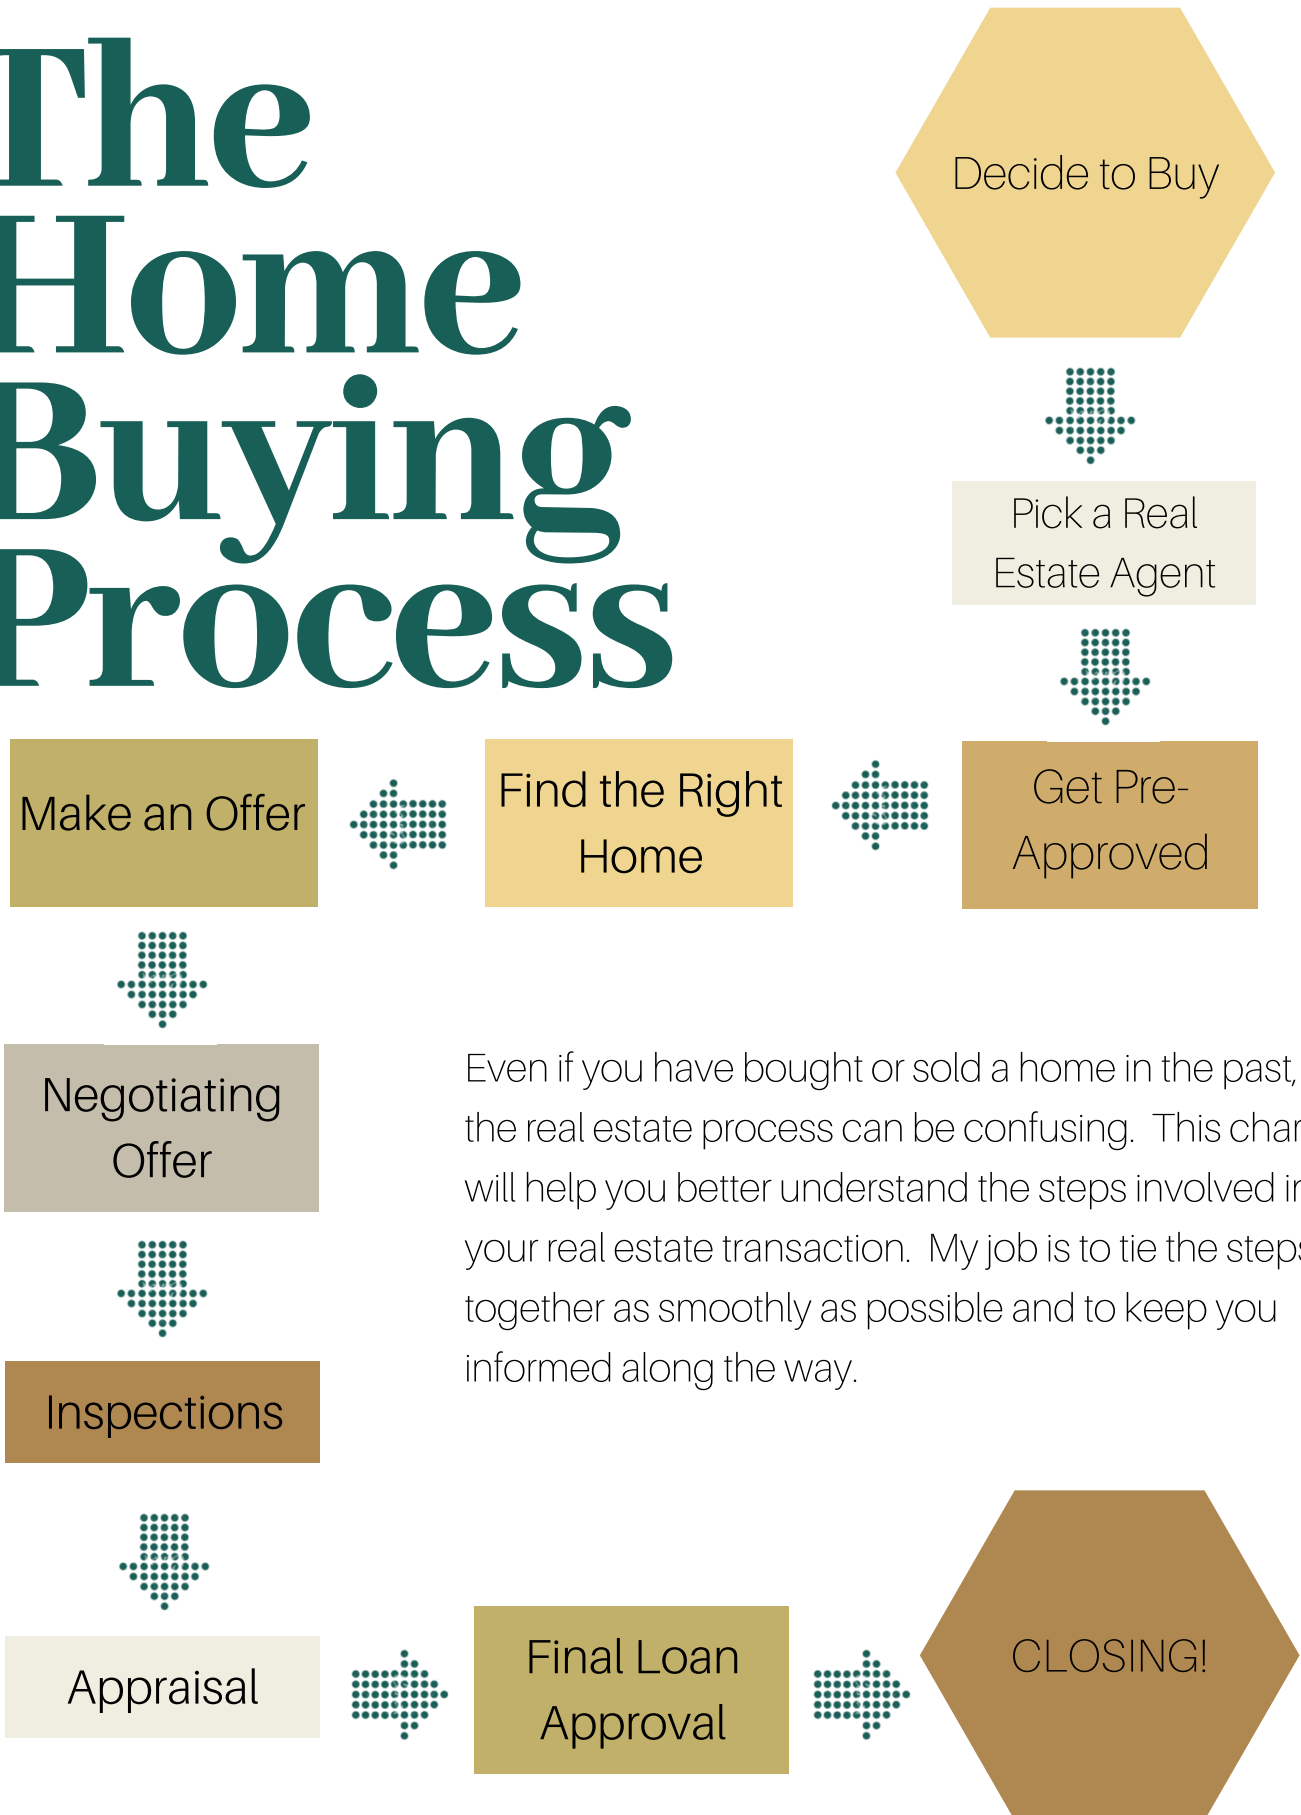 The
Home
Buying
Process
Decide to Buy
Pick a Real
Estate Agent
Get Pre-
Approved
Find the Right
Home
Make an Offer
Negotiating
Offer
Inspections
Appraisal
Final Loan
Approval
CLOSING!
Even if you have bought or sold a home in the past,
the real estate process can be confusing.  This char
will help you better understand the steps involved in
your real estate transaction.  My job is to tie the steps
together as smoothly as possible and to keep you
informed along the way.